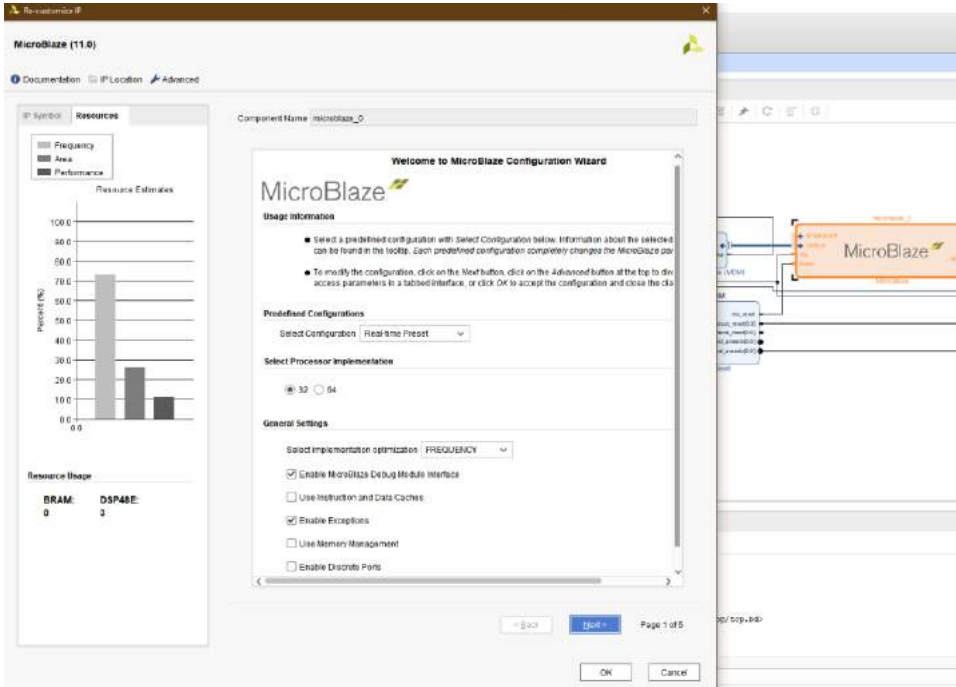 Re-customize IP
MicroBlaze (11.0)
Documentation IP Location Advanced
IP Symbol Resources
Frequency
Area
Performance
Resource Estimates
Percent (%)
100.0
90.0
80.0
70.0
60.0
50.0
40.0
30.0
20.0
10.0
0.0
0.0
Resource Usage
BRAM: DSP48E:
0 3
Component Name microblaze_0
Welcome to MicroBlaze Configuration Wizard
MicroBlaze
Usage Information
Select a predefined configuration with Select Configuration below. Information about the selected
can be found in the tooltip. Each predefined configuration completely changes the MicroBlaze par
To modify the configuration, click on the Next button, click on the Advanced button at the top to dire
access parameters in a tabbed interface, or click OK to accept the configuration and close the dia
Predefined Configurations
Select Configuration Real-time Preset
Select Processor Implementation
32 64
General Settings
Select implementation optimization FREQUENCY
Enable MicroBlaze Debug Module Interface
Use Instruction and Data Caches
Enable Exceptions
Use Memory Management
Enable Discrete Ports
< Back Next > Page 1 of 5
OK Cancel
microblaze_0
MicroBlaze
MicroBlaze
(MDM)
mb_reset
op/top.bd>